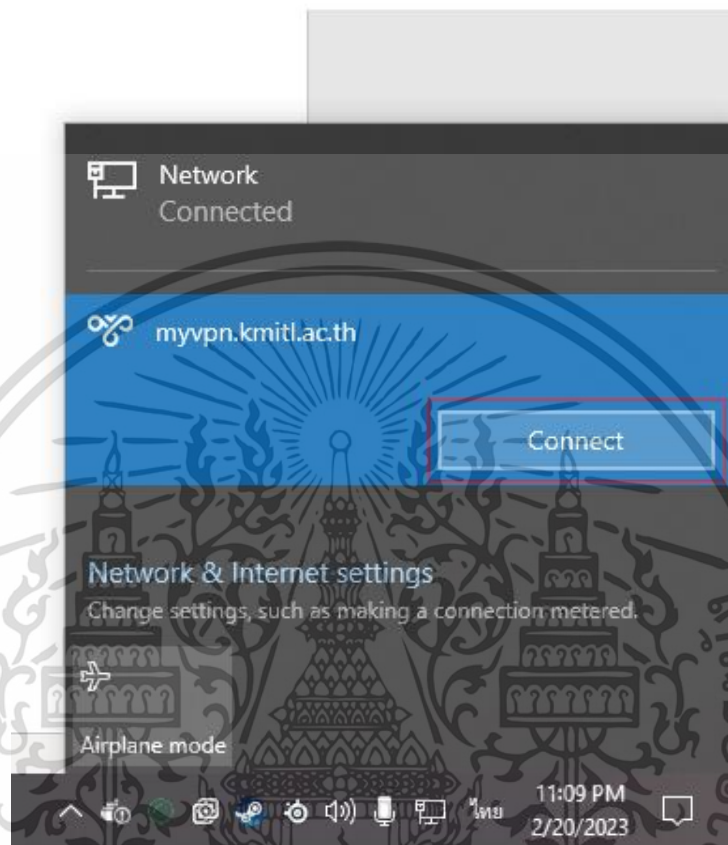 Network
Connected
myvpn.kmitl.ac.th
Connect
Network & Internet settings
Change settings, such as making a connection metered.
Airplane mode
ไทย
11:09 PM
2/20/2023